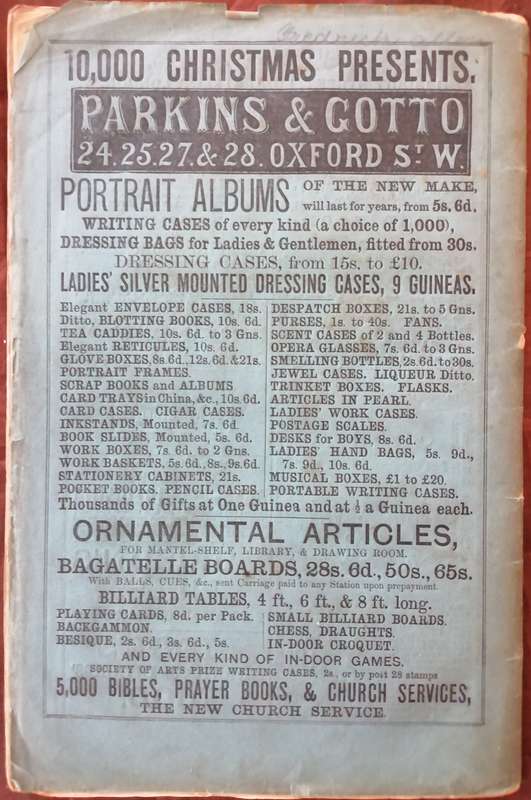 10,000 CHRISTMAS PRESENTS.
PARKINS & GOTTO
24. 25. 27. & 28. OXFORD ST. W.
PORTRAIT ALBUMS OF THE NEW MAKE,
will last for years, from 5s. 6d.
WRITING CASES of every kind (a choice of 1,000),
DRESSING BAGS for Ladies & Gentlemen, fitted from 30s.
DRESSING CASES, from 15s. to £10.
LADIES' SILVER MOUNTED DRESSING CASES, 9 GUINEAS.
Elegant ENVELOPE CASES, 18s.
Ditto, BLOTTING BOOKS, 10s. 6d.
TEA CADDIES, 10s. 6d. to 3 Gns.
Elegant RETICULES, 10s. 6d.
GLOVE BOXES, 8s. 6d., 12s. 6d. & 21s.
PORTRAIT FRAMES.
SCRAP BOOKS and ALBUMS
CARD TRAYS in China, &c., 10s. 6d.
CARD CASES. CIGAR CASES.
INKSTANDS, Mounted, 7s. 6d.
BOOK SLIDES, Mounted, 5s. 6d.
WORK BOXES, 7s. 6d. to 2 Gns.
WORK BASKETS, 5s. 6d., 8s., 9s. 6d.
STATIONERY CABINETS, 21s.
POCKET BOOKS. PENCIL CASES.
DESPATCH BOXES, 21s. to 5 Gns.
PURSES, 1s. to 40s. FANS.
SCENT CASES of 2 and 4 Bottles.
OPERA GLASSES, 7s. 6d. to 3 Gns.
SMELLING BOTTLES, 2s. 6d. to 30s.
JEWEL CASES. LIQUEUR Ditto.
TRINKET BOXES. FLASKS.
ARTICLES IN PEARL.
LADIES' WORK CASES.
POSTAGE SCALES.
DESKS for BOYS, 8s. 6d.
LADIES' HAND BAGS, 5s. 9d.,
7s. 9d., 10s. 6d.
MUSICAL BOXES, £1 to £20.
PORTABLE WRITING CASES.
Thousands of Gifts at One Guinea and at ½ a Guinea each.
ORNAMENTAL ARTICLES,
FOR MANTEL-SHELF, LIBRARY, & DRAWING ROOM.
BAGATELLE BOARDS, 28s. 6d., 50s., 65s.
With BALLS, CUES, &c., sent Carriage paid to any Station upon prepayment.
BILLIARD TABLES, 4 ft., 6 ft., & 8 ft. long.
PLAYING CARDS, 8d. per Pack.
BACKGAMMON.
BESIQUE, 2s. 6d., 3s. 6d., 5s.
SMALL BILLIARD BOARDS.
CHESS, DRAUGHTS.
IN-DOOR CROQUET.
AND EVERY KIND OF IN-DOOR GAMES.
SOCIETY OF ARTS PRIZE WRITING CASES, 2s., or by post 28 stamps
5,000 BIBLES, PRAYER BOOKS, & CHURCH SERVICES,
THE NEW CHURCH SERVICE.